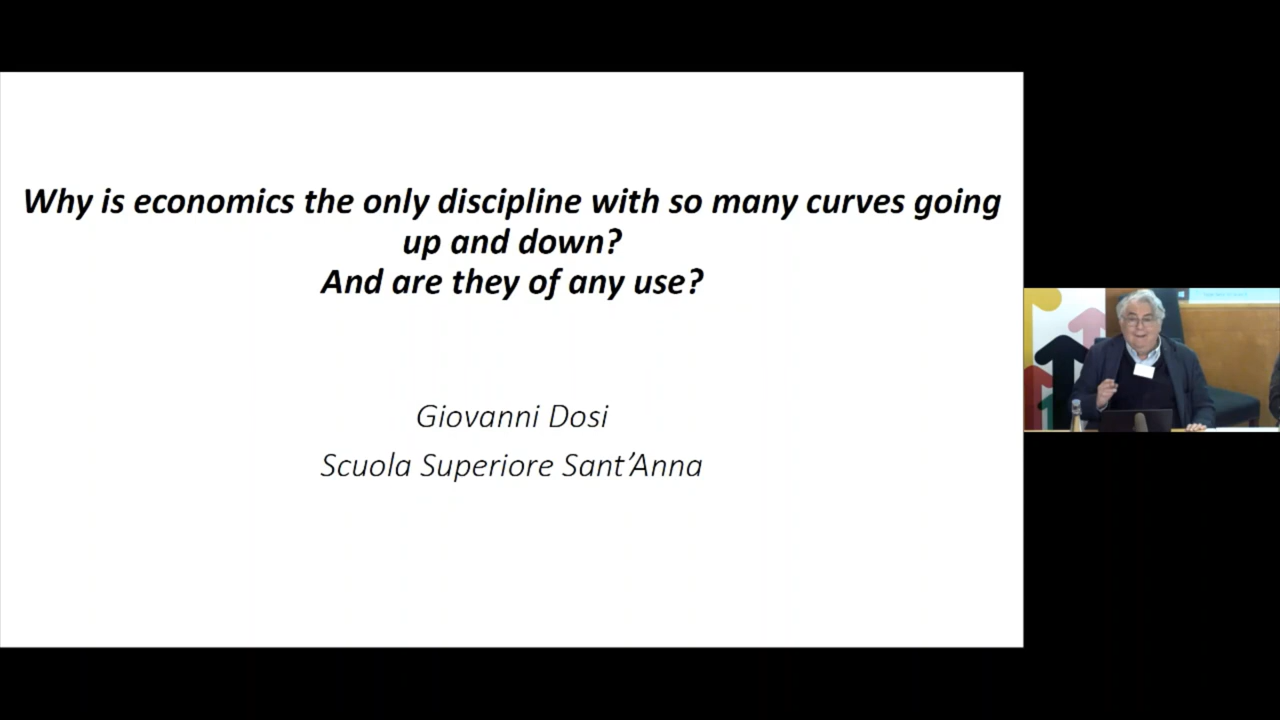 Why is economics the only discipline with so many curves going
up and down?
And are they of any use?
Giovanni Dosi
Scuola Superiore Sant’Anna